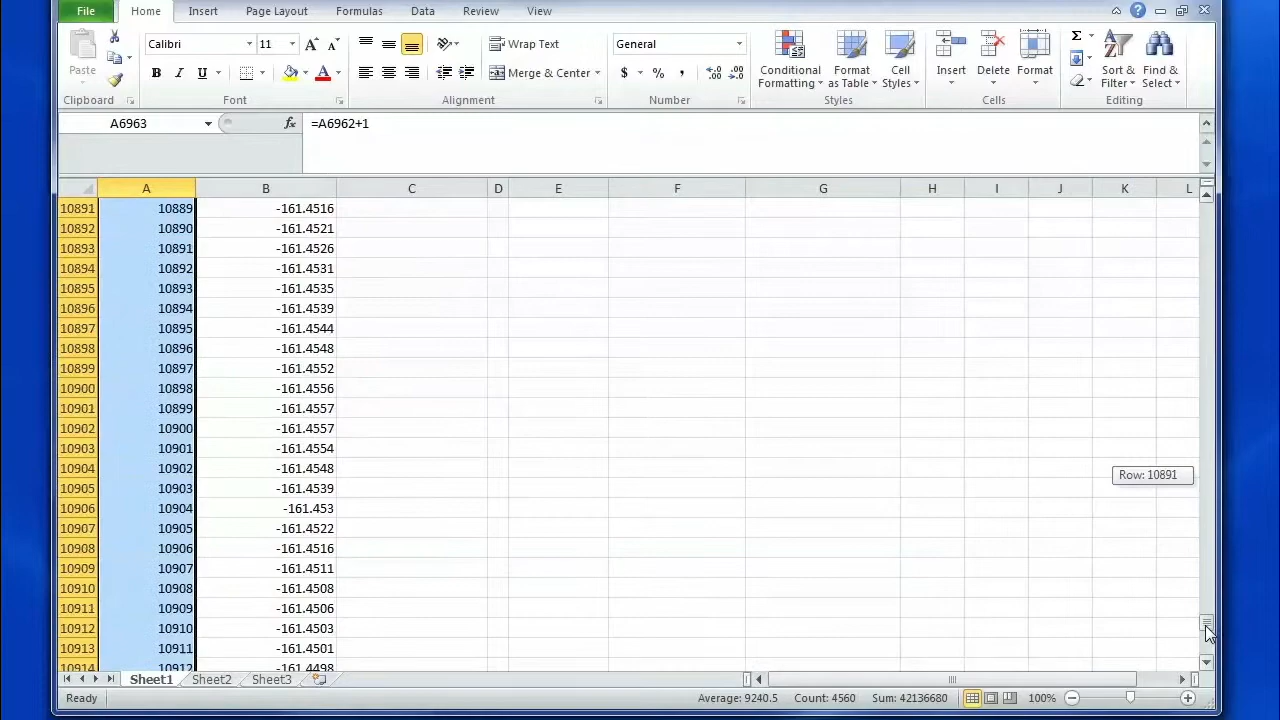 File Home Insert Page Layout Formulas Data Review View
Calibri 11 Wrap Text General
Paste Merge & Center $ % , Conditional Formatting Format as Table Cell Styles Insert Delete Format Sort & Filter Find & Select
B I U A
Clipboard Font Alignment Number Styles Cells Editing
A6963 fx =A6962+1
A B C D E F G H I J K L
10891 10889 -161.4516
10892 10890 -161.4521
10893 10891 -161.4526
10894 10892 -161.4531
10895 10893 -161.4535
10896 10894 -161.4539
10897 10895 -161.4544
10898 10896 -161.4548
10899 10897 -161.4552
10900 10898 -161.4556
10901 10899 -161.4557
10902 10900 -161.4557
10903 10901 -161.4554
10904 10902 -161.4548
Row: 10891
10905 10903 -161.4539
10906 10904 -161.453
10907 10905 -161.4522
10908 10906 -161.4516
10909 10907 -161.4511
10910 10908 -161.4508
10911 10909 -161.4506
10912 10910 -161.4503
10913 10911 -161.4501
10914 10912 -161.4498
Sheet1 Sheet2 Sheet3
Ready Average: 9240.5 Count: 4560 Sum: 42136680 100%